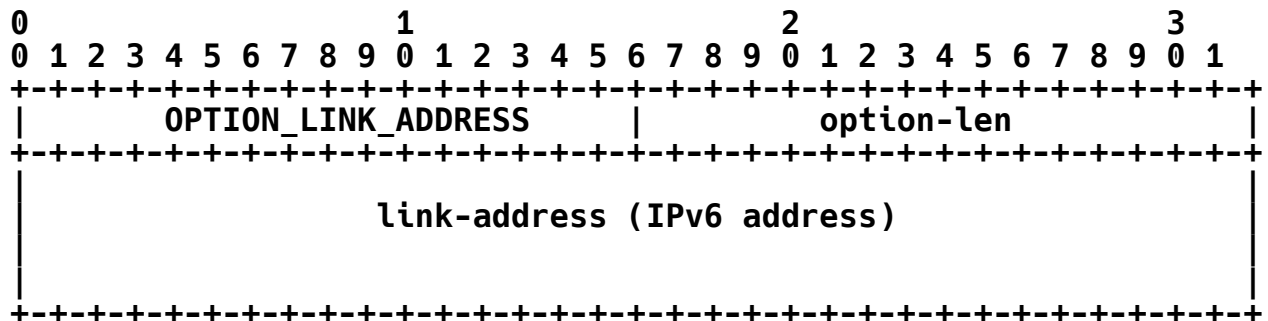 0                   1                   2                   3
0 1 2 3 4 5 6 7 8 9 0 1 2 3 4 5 6 7 8 9 0 1 2 3 4 5 6 7 8 9 0 1
+-+-+-+-+-+-+-+-+-+-+-+-+-+-+-+-+-+-+-+-+-+-+-+-+-+-+-+-+-+-+-+-+
|       OPTION_LINK_ADDRESS     |         option-len            |
+-+-+-+-+-+-+-+-+-+-+-+-+-+-+-+-+-+-+-+-+-+-+-+-+-+-+-+-+-+-+-+-+
|                                                               |
|                  link-address (IPv6 address)                  |
|                                                               |
|                                                               |
+-+-+-+-+-+-+-+-+-+-+-+-+-+-+-+-+-+-+-+-+-+-+-+-+-+-+-+-+-+-+-+-+